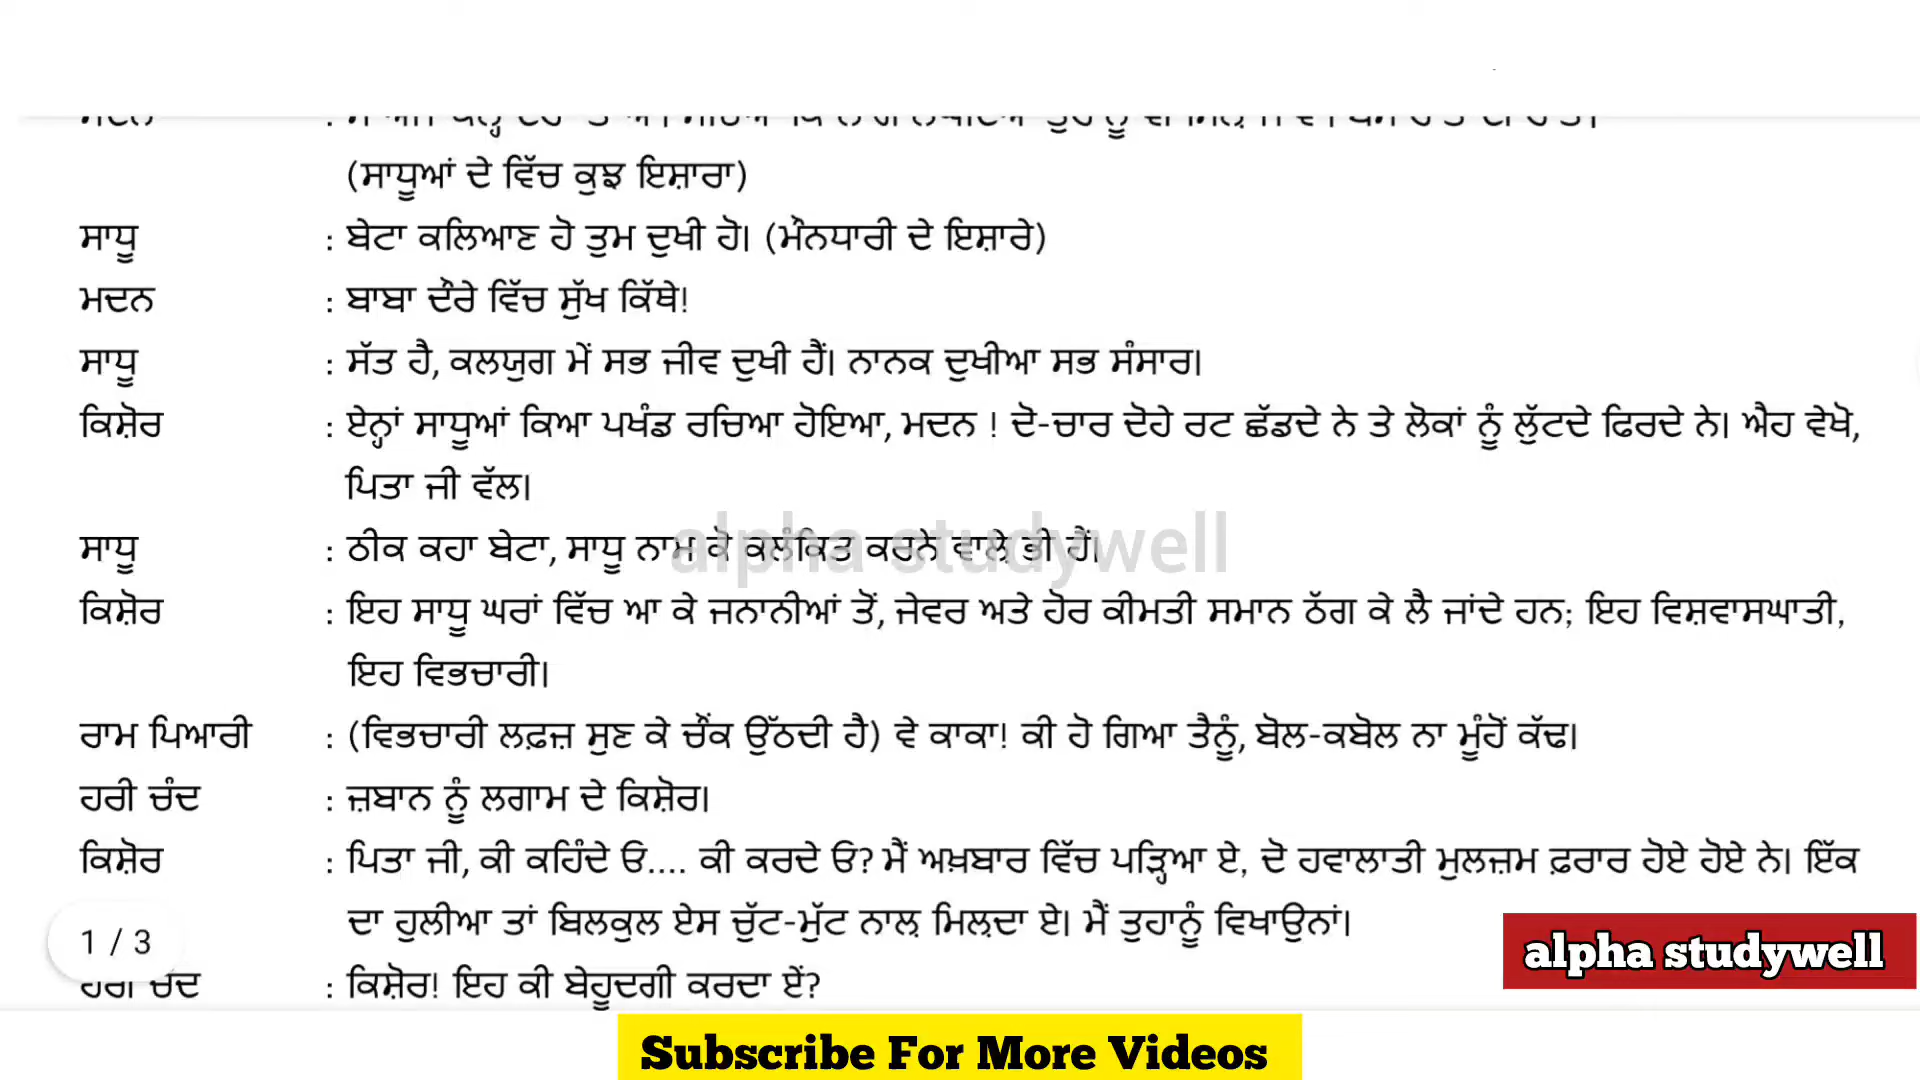 (ਸਾਧੂਆਂ ਦੇ ਵਿੱਚ ਕੁਝ ਇਸ਼ਾਰਾ)
ਸਾਧੂ : ਬੇਟਾ ਕਲਿਆਣ ਹੋ ਤੁਮ ਦੁਖੀ ਹੋ। (ਮੌਨਧਾਰੀ ਦੇ ਇਸ਼ਾਰੇ)
ਮਦਨ : ਬਾਬਾ ਦੌਰੇ ਵਿੱਚ ਸੁੱਖ ਕਿੱਥੇ!
ਸਾਧੂ : ਸੱਤ ਹੈ, ਕਲਯੁਗ ਮੇਂ ਸਭ ਜੀਵ ਦੁਖੀ ਹੈਂ। ਨਾਨਕ ਦੁਖੀਆ ਸਭ ਸੰਸਾਰ।
ਕਿਸ਼ੋਰ : ਏਨ੍ਹਾਂ ਸਾਧੂਆਂ ਕਿਆ ਪਖੰਡ ਰਚਿਆ ਹੋਇਆ, ਮਦਨ ! ਦੋ-ਚਾਰ ਦੋਹੇ ਰਟ ਛੱਡਦੇ ਨੇ ਤੇ ਲੋਕਾਂ ਨੂੰ ਲੁੱਟਦੇ ਫਿਰਦੇ ਨੇ। ਐਹ ਵੇਖੋ,
ਪਿਤਾ ਜੀ ਵੱਲ।
ਸਾਧੂ : ਠੀਕ ਕਹਾ ਬੇਟਾ, ਸਾਧੂ ਨਾਮ ਕੋ ਕਲੰਕਿਤ ਕਰਨੇ ਵਾਲੇ ਭੀ ਹੈਂ।
alpha studywell
ਕਿਸ਼ੋਰ : ਇਹ ਸਾਧੂ ਘਰਾਂ ਵਿੱਚ ਆ ਕੇ ਜਨਾਨੀਆਂ ਤੋਂ, ਜੇਵਰ ਅਤੇ ਹੋਰ ਕੀਮਤੀ ਸਮਾਨ ਠੱਗ ਕੇ ਲੈ ਜਾਂਦੇ ਹਨ; ਇਹ ਵਿਸ਼ਵਾਸਘਾਤੀ,
ਇਹ ਵਿਭਚਾਰੀ।
ਰਾਮ ਪਿਆਰੀ : (ਵਿਭਚਾਰੀ ਲਫ਼ਜ਼ ਸੁਣ ਕੇ ਚੌਂਕ ਉੱਠਦੀ ਹੈ) ਵੇ ਕਾਕਾ! ਕੀ ਹੋ ਗਿਆ ਤੈਨੂੰ, ਬੋਲ-ਕਬੋਲ ਨਾ ਮੂੰਹੋਂ ਕੱਢ।
ਹਰੀ ਚੰਦ : ਜ਼ਬਾਨ ਨੂੰ ਲਗਾਮ ਦੇ ਕਿਸ਼ੋਰ।
ਕਿਸ਼ੋਰ : ਪਿਤਾ ਜੀ, ਕੀ ਕਹਿੰਦੇ ਓ.... ਕੀ ਕਰਦੇ ਓ? ਮੈਂ ਅਖ਼ਬਾਰ ਵਿੱਚ ਪੜ੍ਹਿਆ ਏ, ਦੋ ਹਵਾਲਾਤੀ ਮੁਲਜ਼ਮ ਫ਼ਰਾਰ ਹੋਏ ਹੋਏ ਨੇ। ਇੱਕ
ਦਾ ਹੁਲੀਆ ਤਾਂ ਬਿਲਕੁਲ ਏਸ ਚੁੱਟ-ਮੁੱਟ ਨਾਲ਼ ਮਿਲ਼ਦਾ ਏ। ਮੈਂ ਤੁਹਾਨੂੰ ਵਿਖਾਉਨਾਂ।
1 / 3
alpha studywell
ਹਰੀ ਚੰਦ : ਕਿਸ਼ੋਰ! ਇਹ ਕੀ ਬੇਹੂਦਗੀ ਕਰਦਾ ਏਂ?
Subscribe For More Videos